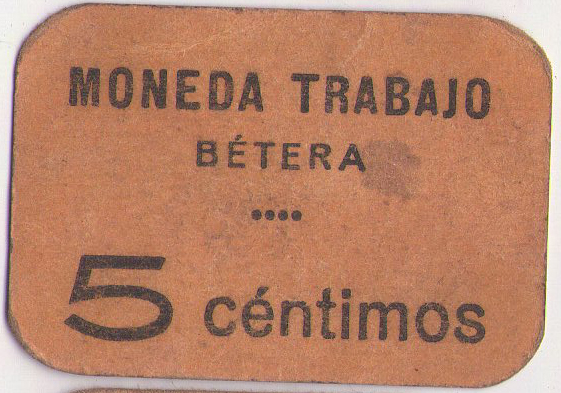 MONEDA TRABAJO
BÉTERA
••••
5 céntimos